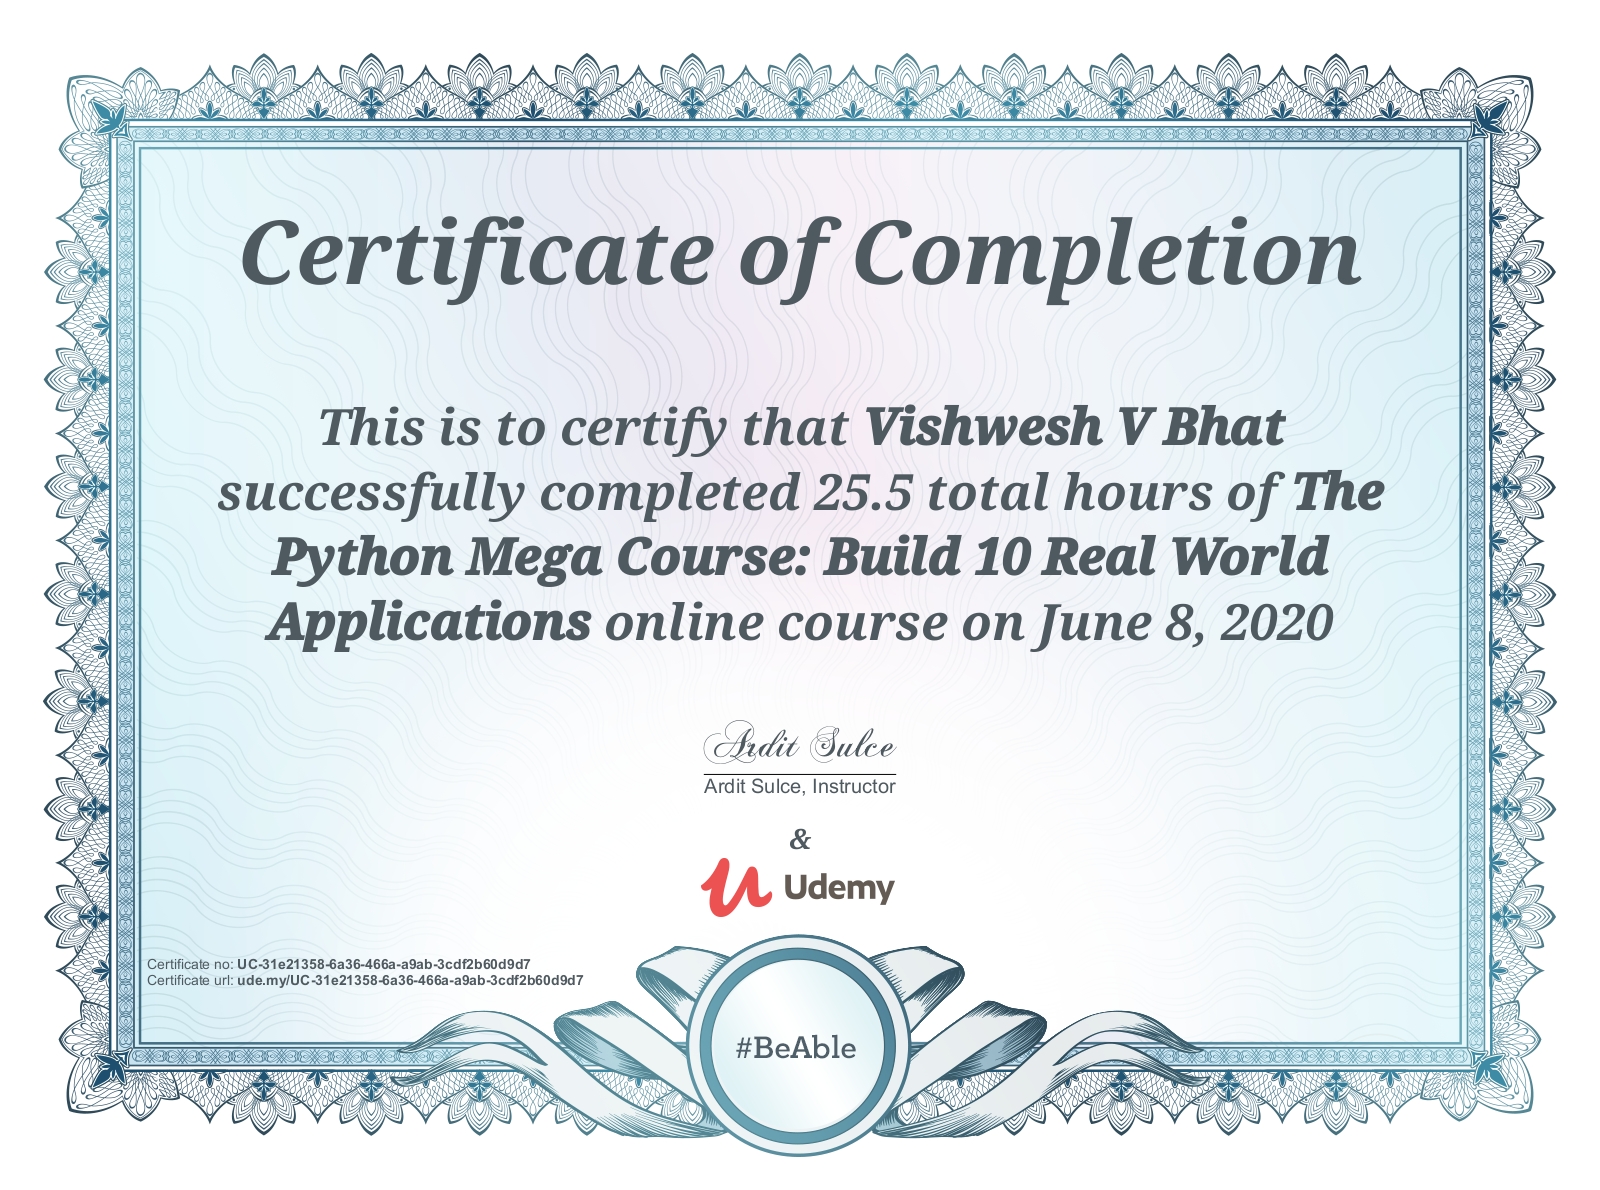 Certificate of Completion
This is to certify that Vishwesh V Bhat
successfully completed 25.5 total hours of The
Python Mega Course: Build 10 Real World
Applications online course on June 8, 2020
Ardit Sulce
Ardit Sulce, Instructor
&
Udemy
Certificate no: UC-31e21358-6a36-466a-a9ab-3cdf2b60d9d7
Certificate url: ude.my/UC-31e21358-6a36-466a-a9ab-3cdf2b60d9d7
#BeAble